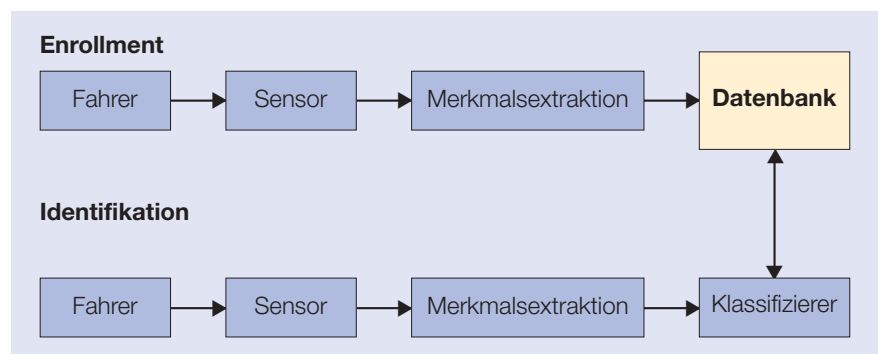 Enrollment
Fahrer
Sensor
Merkmalsextraktion
Datenbank
Identifikation
Fahrer
Sensor
Merkmalsextraktion
Klassifizierer